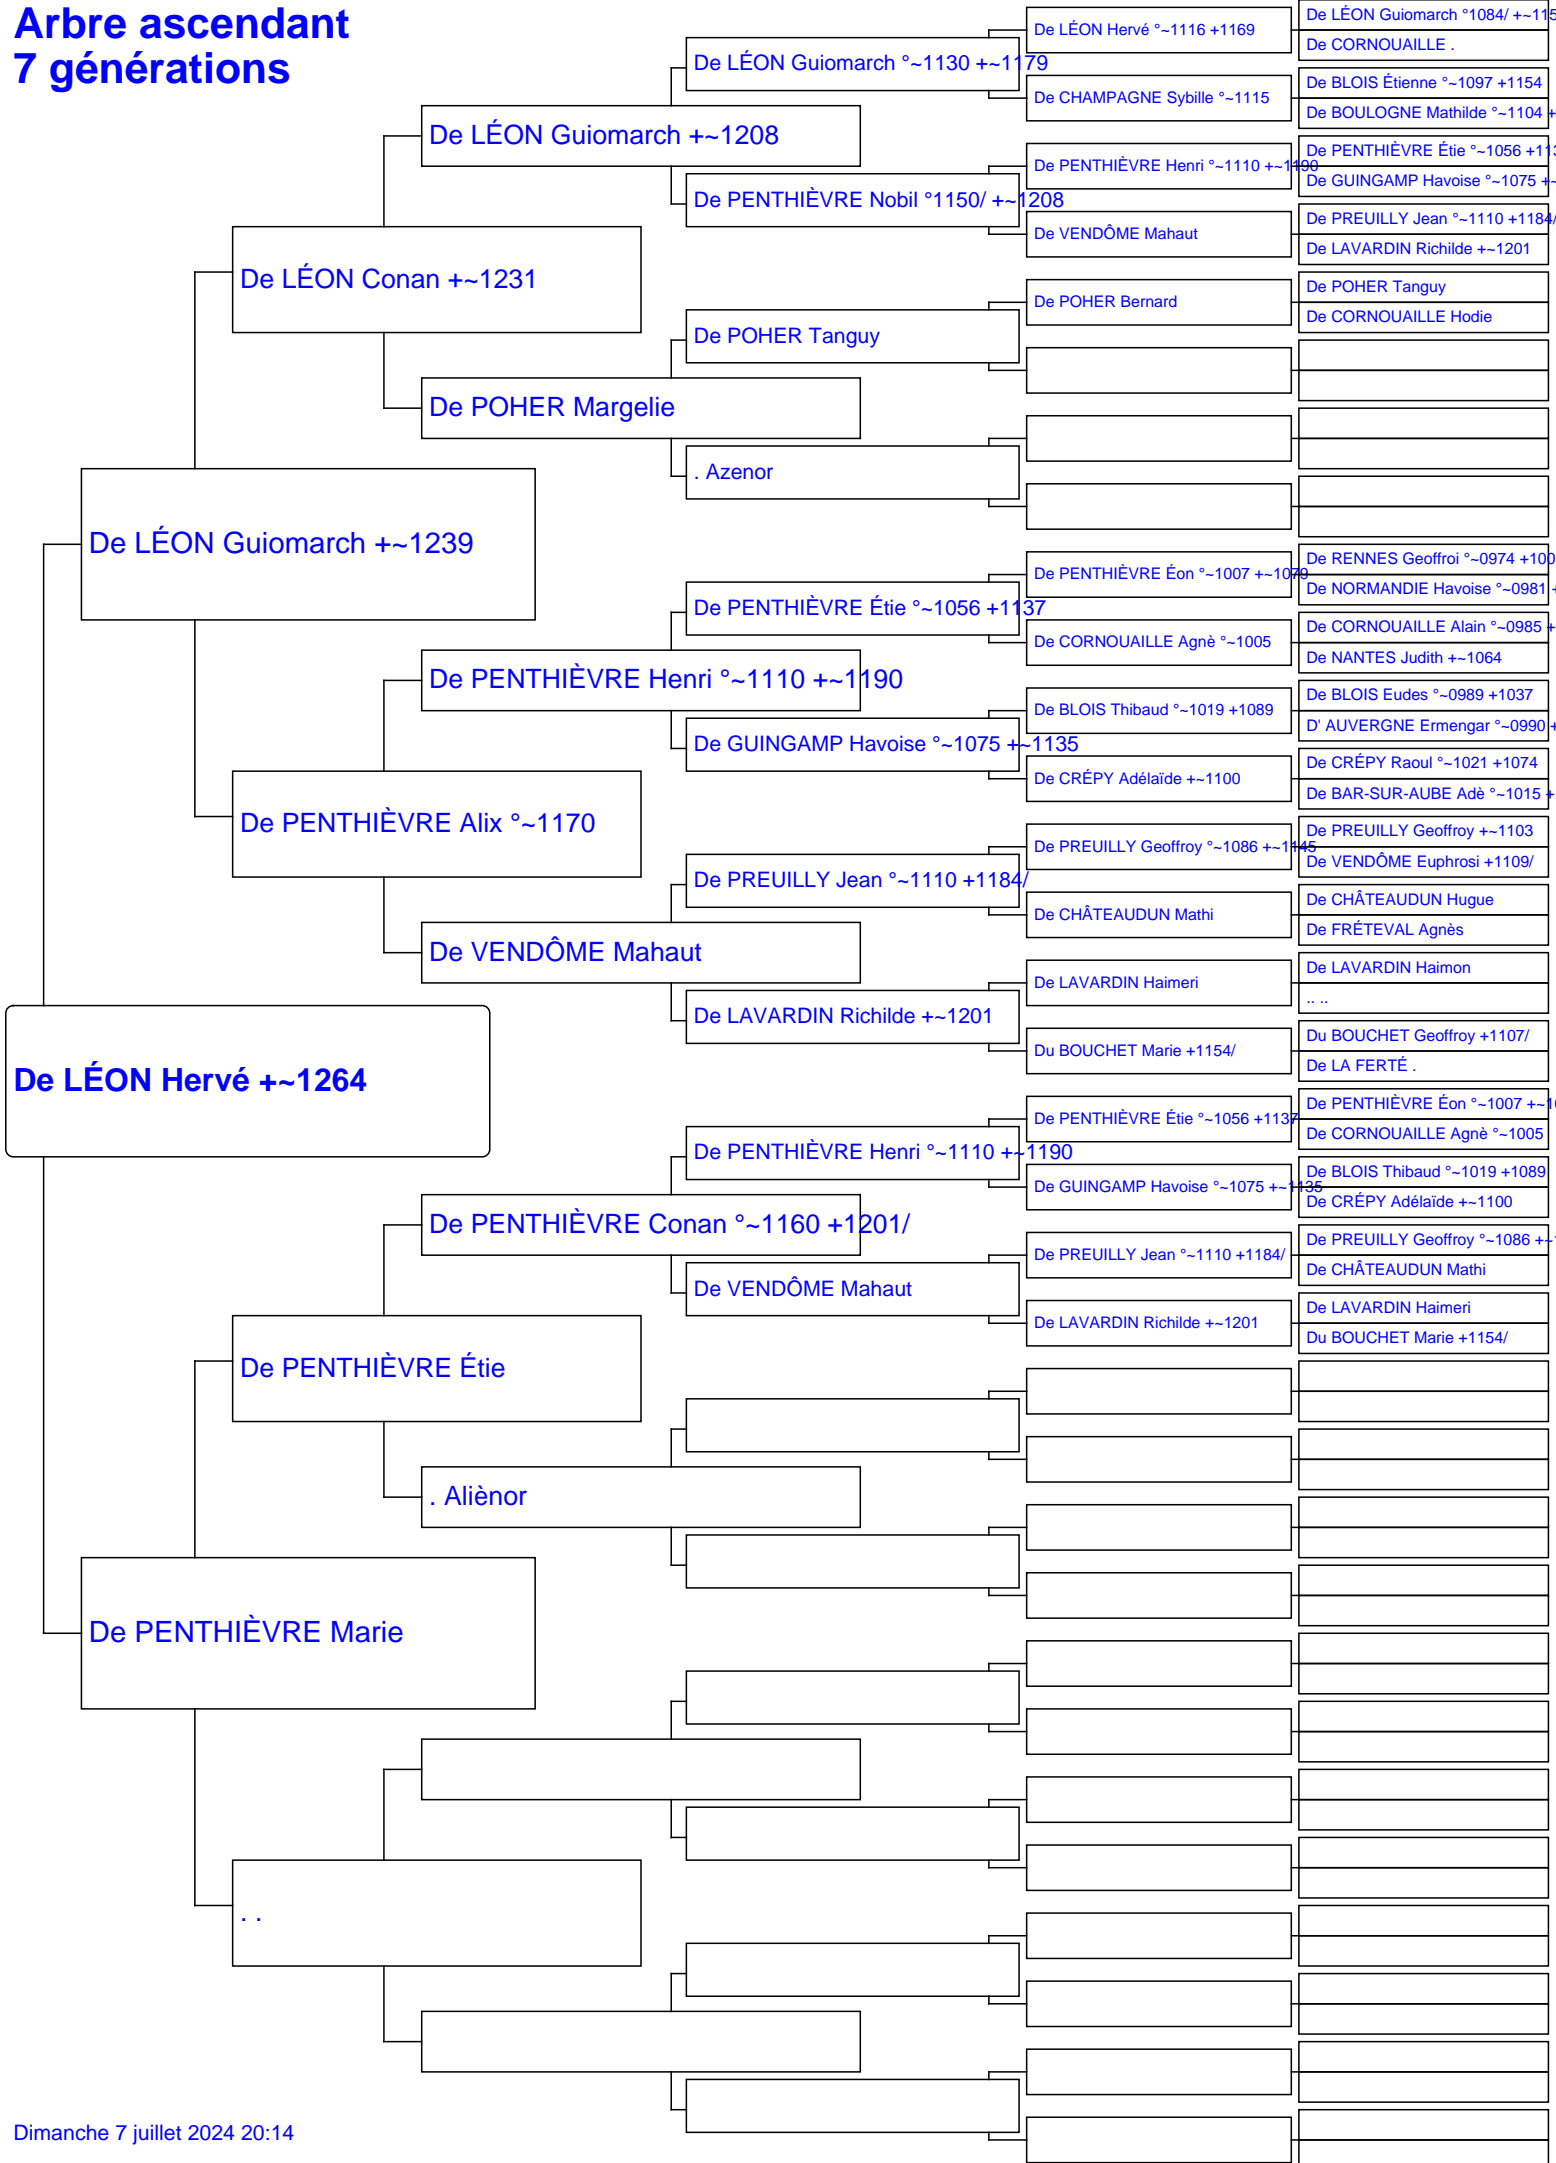 Arbre ascendant
7 générations
De LÉON Hervé +~1264
De LÉON Guiomarch +~1239
De PENTHIÈVRE Marie
De LÉON Conan +~1231
De PENTHIÈVRE Alix °~1170
De PENTHIÈVRE Étie
. .
De LÉON Guiomarch +~1208
De POHER Margelie
De PENTHIÈVRE Henri °~1110 +~1190
De VENDÔME Mahaut
De PENTHIÈVRE Conan °~1160 +1201/
. Aliènor
De LÉON Guiomarch °~1130 +~1179
De PENTHIÈVRE Nobil °1150/ +~1208
De POHER Tanguy
. Azenor
De PENTHIÈVRE Étie °~1056 +1137
De GUINGAMP Havoise °~1075 +~1135
De PREUILLY Jean °~1110 +1184/
De LAVARDIN Richilde +~1201
De PENTHIÈVRE Henri °~1110 +~1190
De VENDÔME Mahaut
De LÉON Hervé °~1116 +1169
De CHAMPAGNE Sybille °~1115
De PENTHIÈVRE Henri °~1110 +~1190
De VENDÔME Mahaut
De POHER Bernard
De PENTHIÈVRE Éon °~1007 +~1079
De CORNOUAILLE Agnè °~1005
De BLOIS Thibaud °~1019 +1089
De CRÉPY Adélaïde +~1100
De PREUILLY Geoffroy °~1086 +~1145
De CHÂTEAUDUN Mathi
De LAVARDIN Haimeri
Du BOUCHET Marie +1154/
De PENTHIÈVRE Étie °~1056 +1137
De GUINGAMP Havoise °~1075 +~1135
De PREUILLY Jean °~1110 +1184/
De LAVARDIN Richilde +~1201
De LÉON Guiomarch °1084/ +~115
De CORNOUAILLE .
De BLOIS Étienne °~1097 +1154
De BOULOGNE Mathilde °~1104 +
De PENTHIÈVRE Étie °~1056 +113
De GUINGAMP Havoise °~1075 +~
De PREUILLY Jean °~1110 +1184/
De LAVARDIN Richilde +~1201
De POHER Tanguy
De CORNOUAILLE Hodie
De RENNES Geoffroi °~0974 +100
De NORMANDIE Havoise °~0981 +
De CORNOUAILLE Alain °~0985 +
De NANTES Judith +~1064
De BLOIS Eudes °~0989 +1037
D' AUVERGNE Ermengar °~0990 +
De CRÉPY Raoul °~1021 +1074
De BAR-SUR-AUBE Adè °~1015 +
De PREUILLY Geoffroy +~1103
De VENDÔME Euphrosi +1109/
De CHÂTEAUDUN Hugue
De FRÉTEVAL Agnès
De LAVARDIN Haimon
.. ..
Du BOUCHET Geoffroy +1107/
De LA FERTÉ .
De PENTHIÈVRE Éon °~1007 +~10
De CORNOUAILLE Agnè °~1005
De BLOIS Thibaud °~1019 +1089
De CRÉPY Adélaïde +~1100
De PREUILLY Geoffroy °~1086 +~1
De CHÂTEAUDUN Mathi
De LAVARDIN Haimeri
Du BOUCHET Marie +1154/
Dimanche 7 juillet 2024 20:14